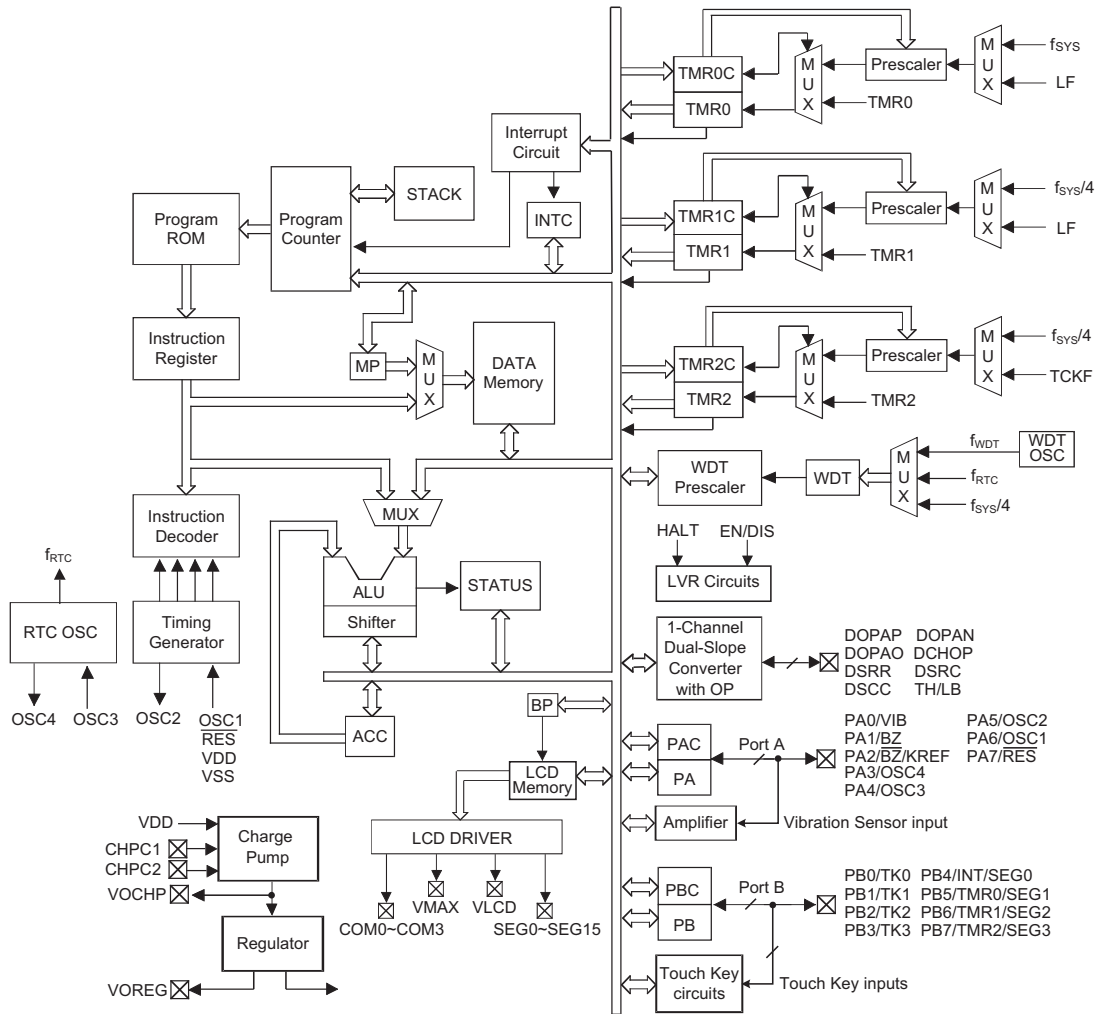 fSYS
M U X
Prescaler
LF
TMR0C
M U X
TMR0
TMR0
Interrupt
Circuit
STACK
INTC
Program
ROM
Program
Counter
fSYS/4
M U X
Prescaler
LF
TMR1C
M U X
TMR1
TMR1
Instruction
Register
MP
M U X
DATA
Memory
fSYS/4
M U X
Prescaler
TCKF
TMR2C
M U X
TMR2
TMR2
WDT
Prescaler
WDT
M U X
fWDT
WDT
OSC
fRTC
fSYS/4
MUX
Instruction
Decoder
HALT
EN/DIS
LVR Circuits
fRTC
RTC OSC
OSC4
OSC3
Timing
Generator
OSC2
OSC1
RES
VDD
VSS
ALU
Shifter
STATUS
ACC
1-Channel
Dual-Slope
Converter
with OP
DOPAP DOPAN
DOPAO DCHOP
DSRR DSRC
DSCC TH/LB
BP
LCD
Memory
LCD DRIVER
COM0~COM3
VMAX
VLCD
SEG0~SEG15
PAC
PA
Port A
PA0/VIB PA5/OSC2
PA1/BZ PA6/OSC1
PA2/BZ/KREF PA7/RES
PA3/OSC4
PA4/OSC3
Amplifier
Vibration Sensor input
VDD
CHPC1
CHPC2
Charge
Pump
VOCHP
Regulator
VOREG
PBC
PB
Port B
PB0/TK0 PB4/INT/SEG0
PB1/TK1 PB5/TMR0/SEG1
PB2/TK2 PB6/TMR1/SEG2
PB3/TK3 PB7/TMR2/SEG3
Touch Key
circuits
Touch Key inputs